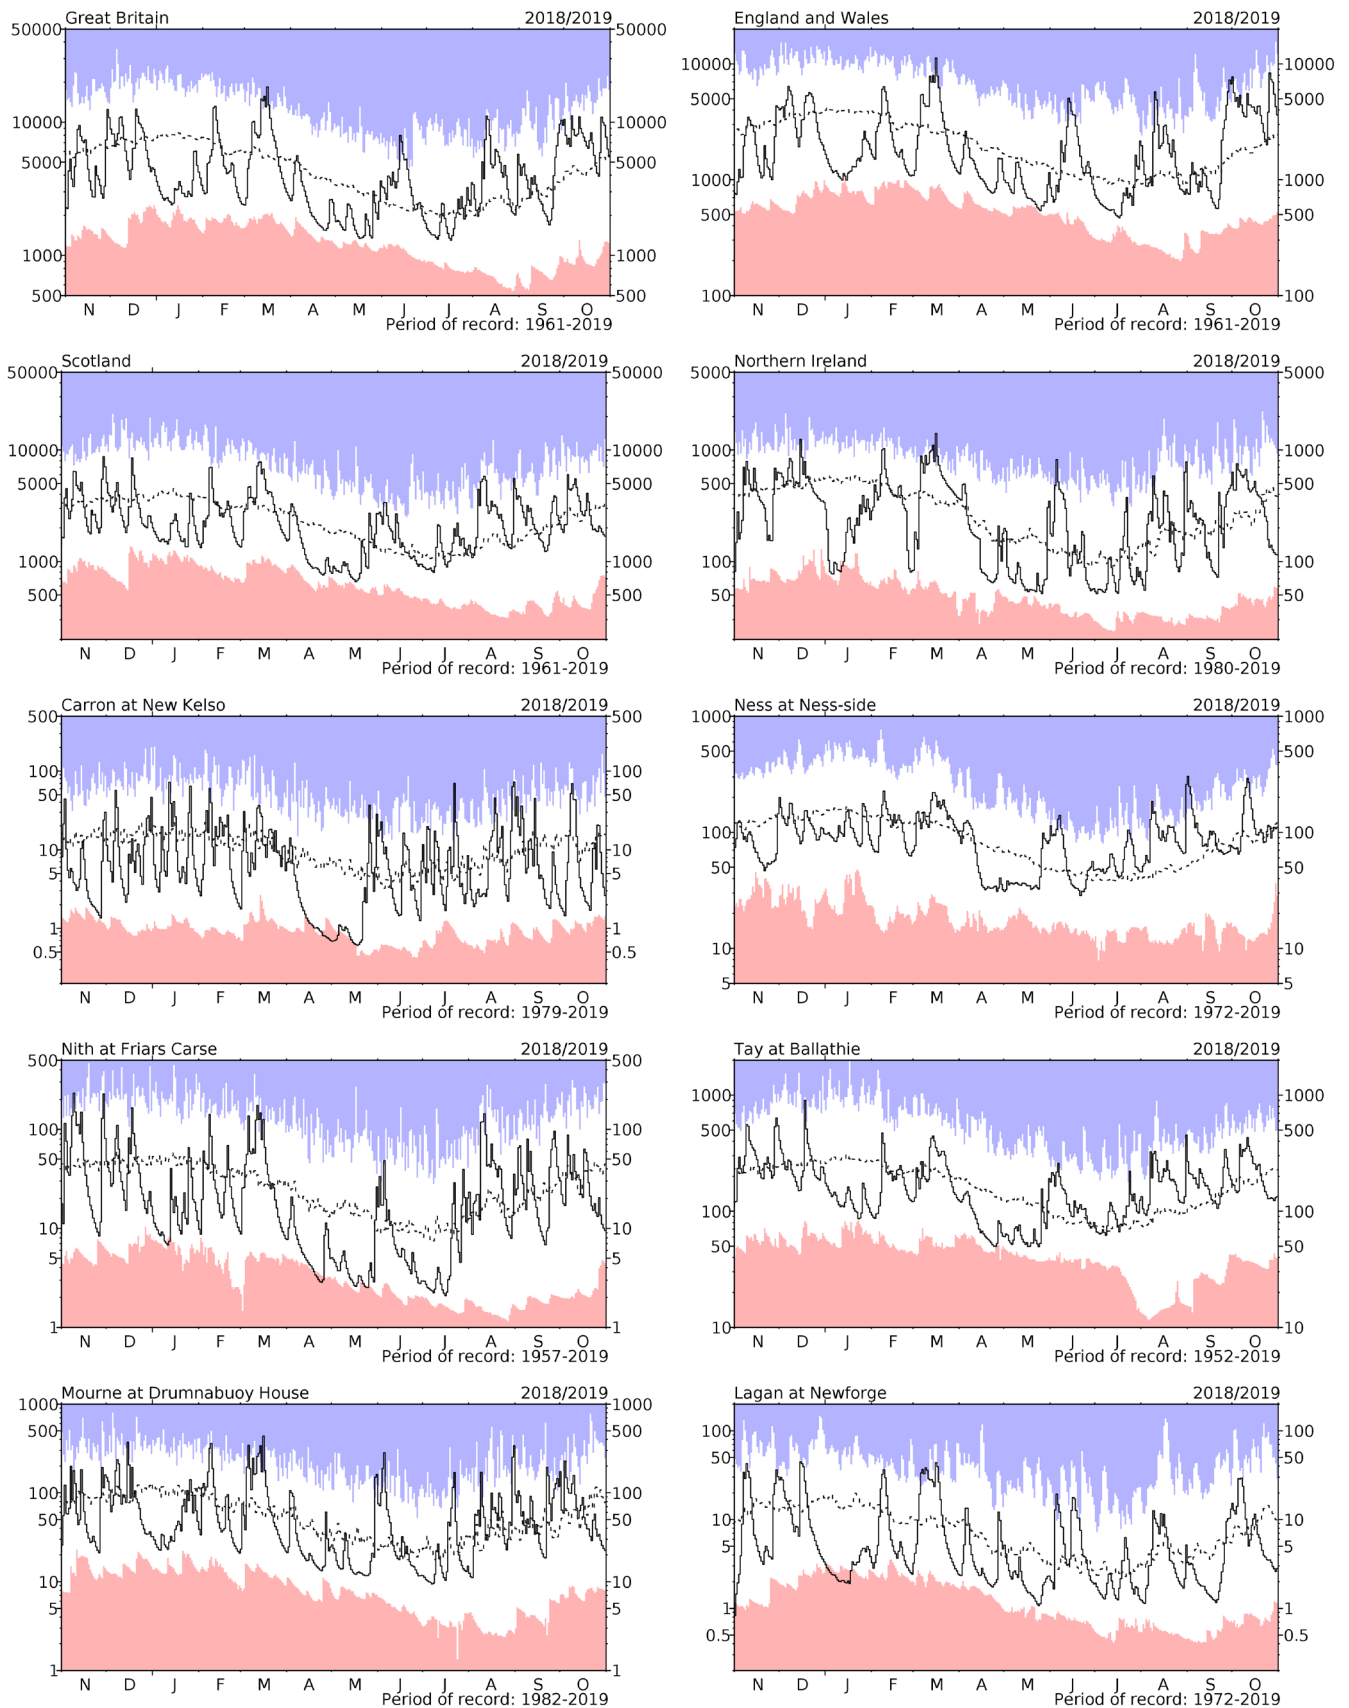 Great Britain 2018/2019
50000 50000
10000 10000
5000 5000
1000 1000
500 500
N D J F M A M J J A S O
Period of record: 1961-2019
England and Wales 2018/2019
10000 10000
5000 5000
1000 1000
500 500
100 100
N D J F M A M J J A S O
Period of record: 1961-2019
Scotland 2018/2019
50000 50000
10000 10000
5000 5000
1000 1000
500 500
N D J F M A M J J A S O
Period of record: 1961-2019
Northern Ireland 2018/2019
5000 5000
1000 1000
500 500
100 100
50 50
N D J F M A M J J A S O
Period of record: 1980-2019
Carron at New Kelso 2018/2019
500 500
100 100
50 50
10 10
5 5
1 1
0.5 0.5
N D J F M A M J J A S O
Period of record: 1979-2019
Ness at Ness-side 2018/2019
1000 1000
500 500
100 100
50 50
10 10
5 5
N D J F M A M J J A S O
Period of record: 1972-2019
Nith at Friars Carse 2018/2019
500 500
100 100
50 50
10 10
5 5
1 1
N D J F M A M J J A S O
Period of record: 1957-2019
Tay at Ballathie 2018/2019
1000 1000
500 500
100 100
50 50
10 10
N D J F M A M J J A S O
Period of record: 1952-2019
Mourne at Drumnabuoy House 2018/2019
1000 1000
500 500
100 100
50 50
10 10
5 5
1 1
N D J F M A M J J A S O
Period of record: 1982-2019
Lagan at Newforge 2018/2019
100 100
50 50
10 10
5 5
1 1
0.5 0.5
N D J F M A M J J A S O
Period of record: 1972-2019